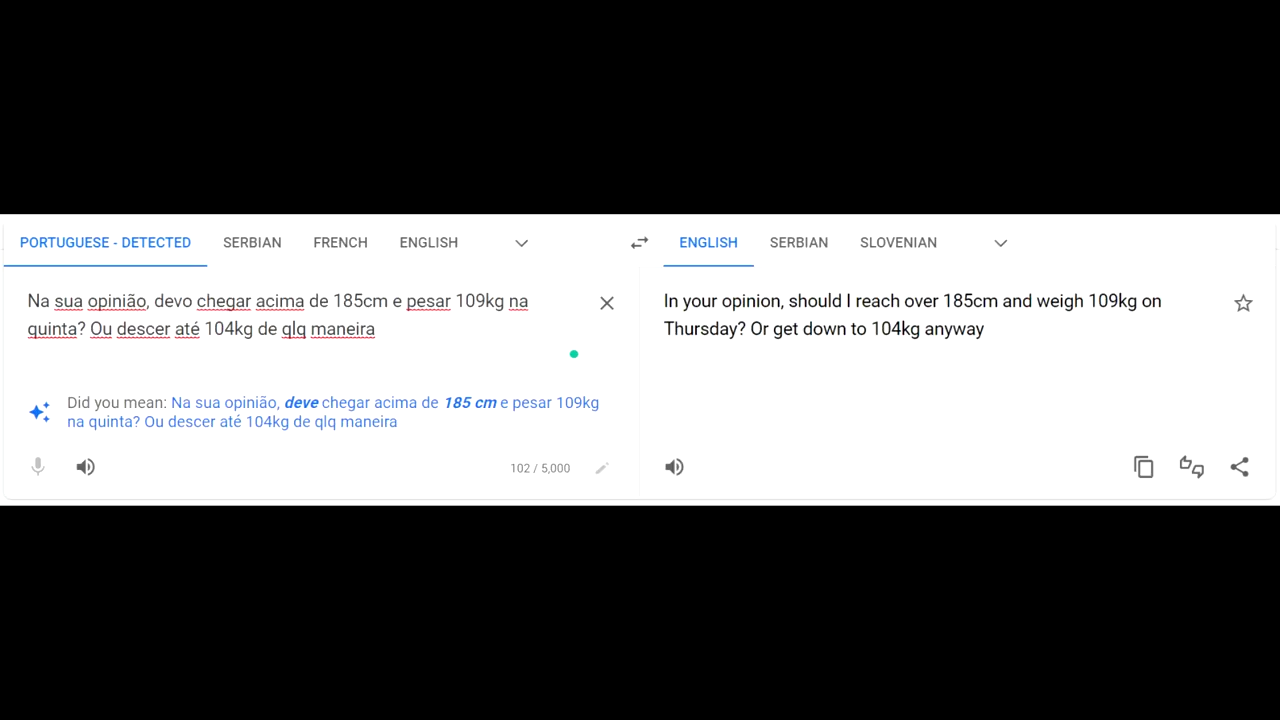 PORTUGUESE - DETECTED SERBIAN FRENCH ENGLISH
ENGLISH SERBIAN SLOVENIAN
Na sua opinião, devo chegar acima de 185cm e pesar 109kg na
quinta? Ou descer até 104kg de qlq maneira
Did you mean: Na sua opinião, deve chegar acima de 185 cm e pesar 109kg
na quinta? Ou descer até 104kg de qlq maneira
102 / 5,000
In your opinion, should I reach over 185cm and weigh 109kg on
Thursday? Or get down to 104kg anyway